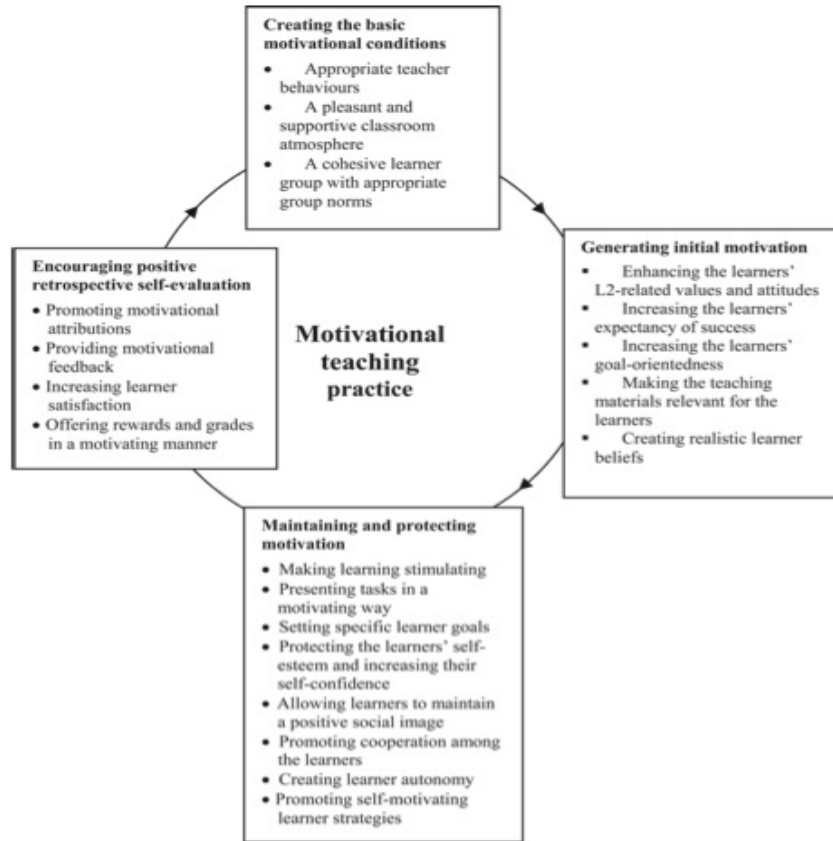 Creating the basic
motivational conditions
• Appropriate teacher
behaviours
• A pleasant and
supportive classroom
atmosphere
• A cohesive learner
group with appropriate
group norms
Generating initial motivation
▪ Enhancing the learners’
L2-related values and attitudes
▪ Increasing the learners’
expectancy of success
▪ Increasing the learners’
goal-orientedness
▪ Making the teaching
materials relevant for the
learners
▪ Creating realistic learner
beliefs
Encouraging positive
retrospective self-evaluation
• Promoting motivational
attributions
• Providing motivational
feedback
• Increasing learner
satisfaction
• Offering rewards and grades
in a motivating manner
Motivational
teaching
practice
Maintaining and protecting
motivation
• Making learning stimulating
• Presenting tasks in a
motivating way
• Setting specific learner goals
• Protecting the learners’ self-
esteem and increasing their
self-confidence
• Allowing learners to maintain
a positive social image
• Promoting cooperation among
the learners
• Creating learner autonomy
• Promoting self-motivating
learner strategies